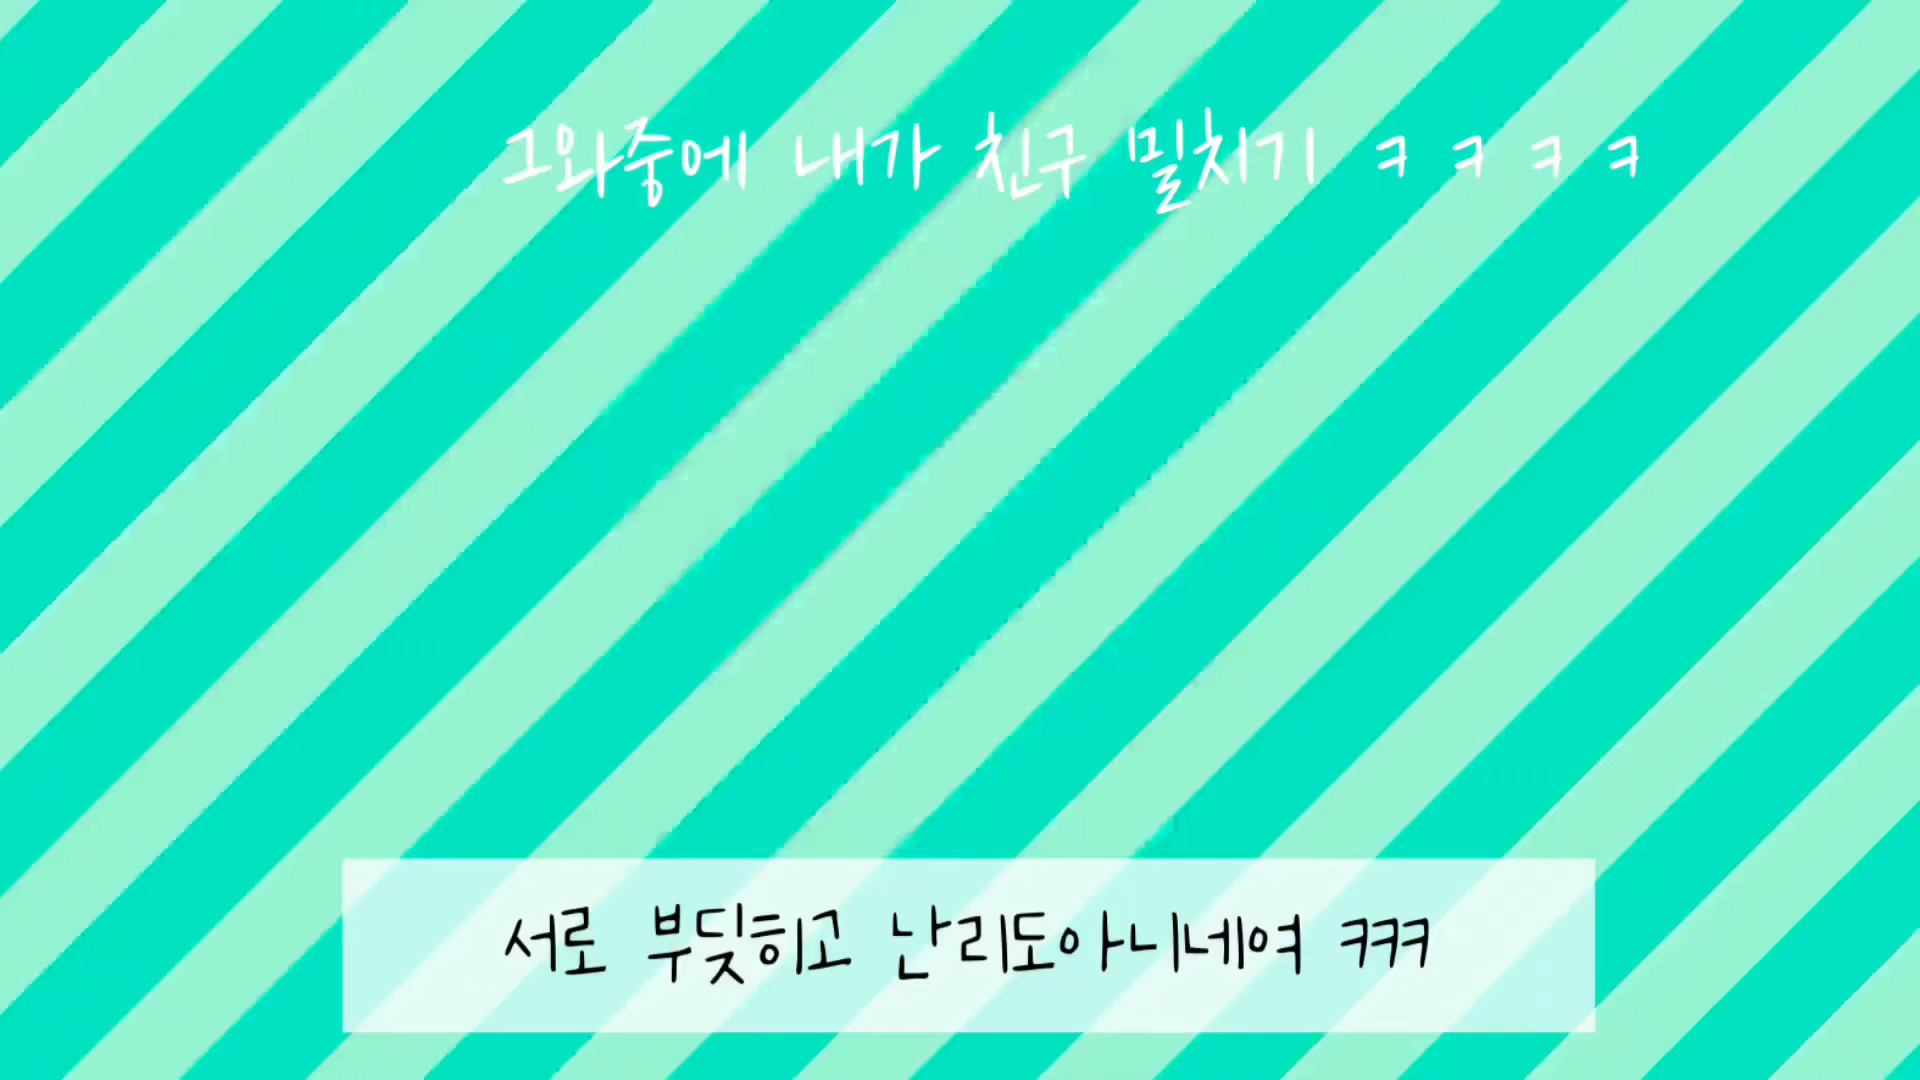 그와중에 내가 친구 밀치기 ㅋ ㅋ ㅋ ㅋ
서로 부딪히고 난리도아니네여 ㅋㅋㅋ